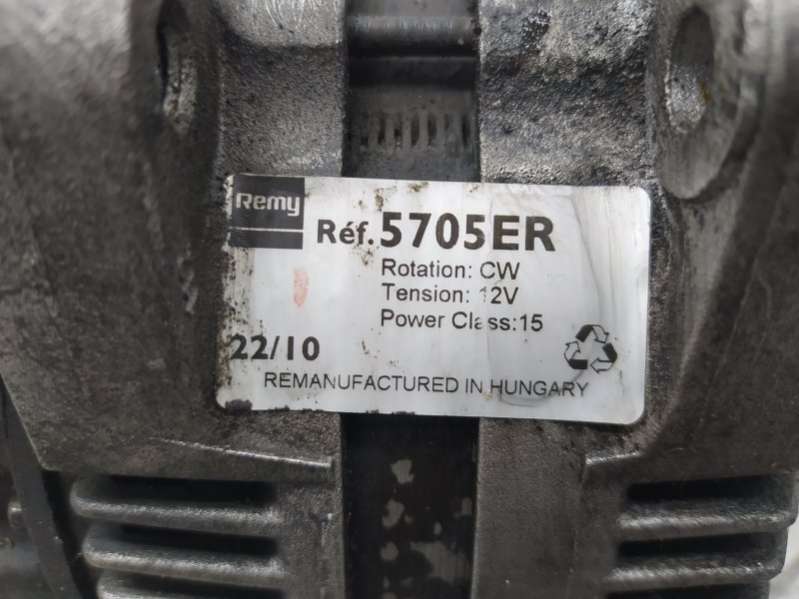 Remy
Réf.5705ER
Rotation: CW
Tension: 12V
Power Class:15
22/10
REMANUFACTURED IN HUNGARY